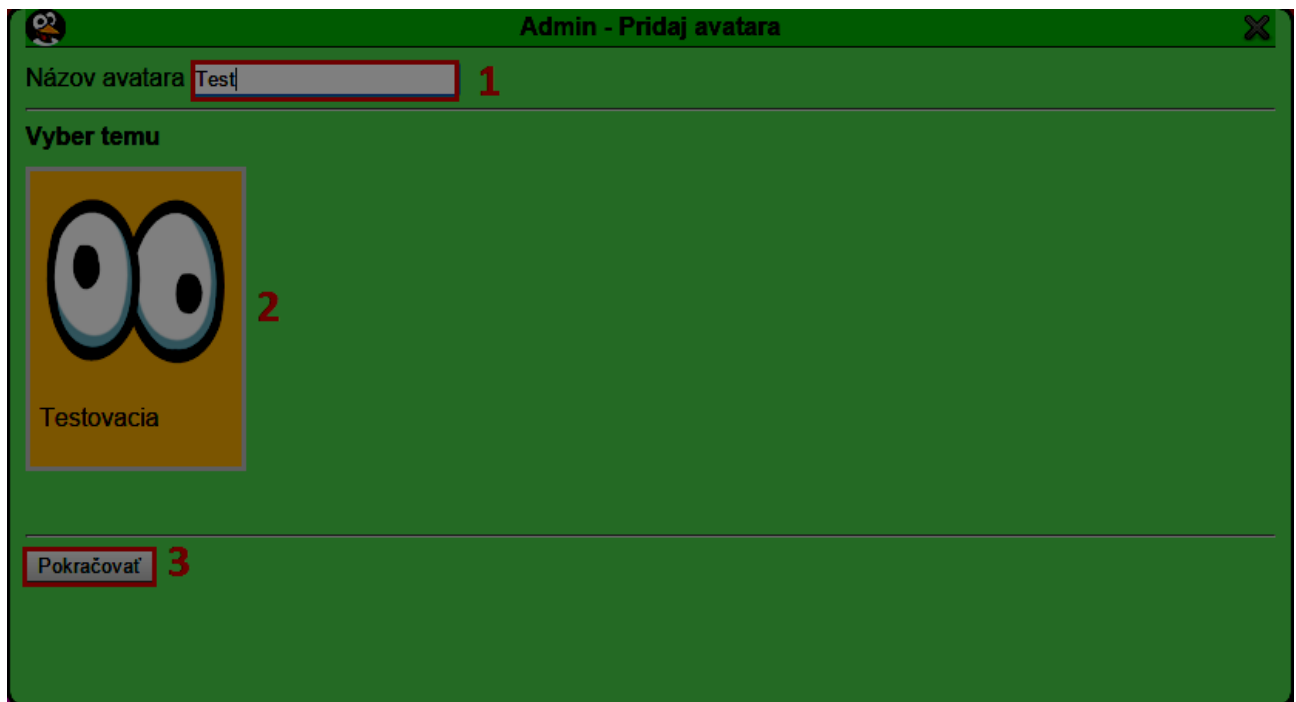 Admin - Pridaj avatara
Názov avatara Test 1
Vyber temu
2
Testovacia
Pokračovať 3